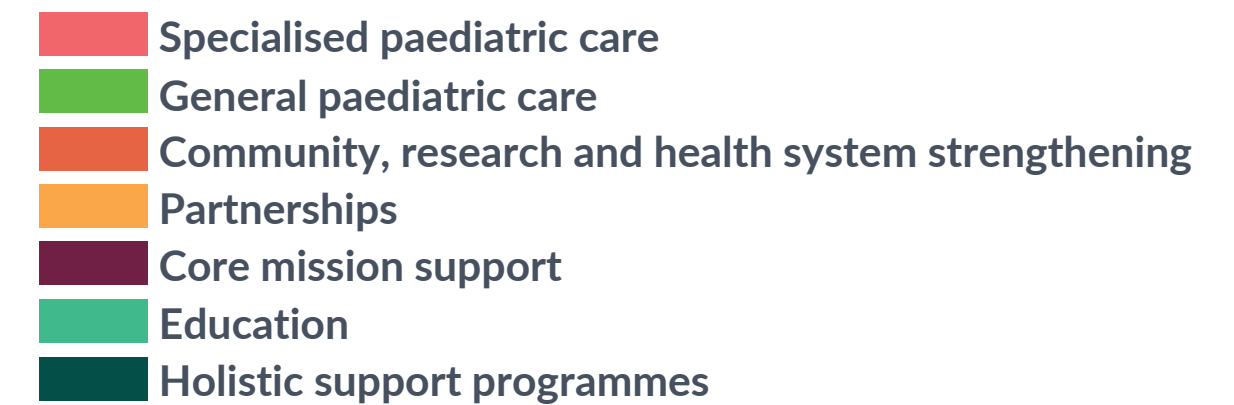 Specialised paediatric care
General paediatric care
Community, research and health system strengthening
Partnerships
Core mission support
Education
Holistic support programmes